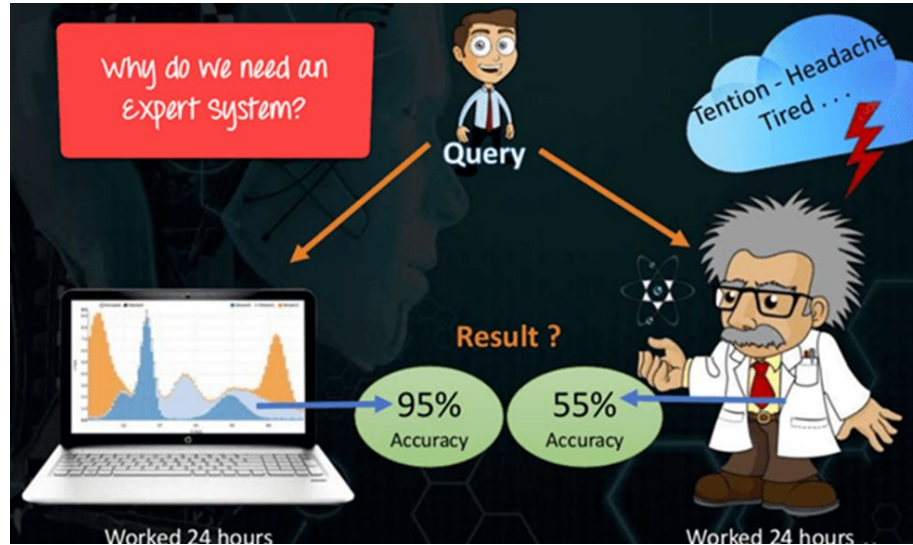 Why do we need an
Expert System?
Query
Tention - Headache
Tired . . .
Result ?
95%
Accuracy
55%
Accuracy
Worked 24 hours
Worked 24 hours ..